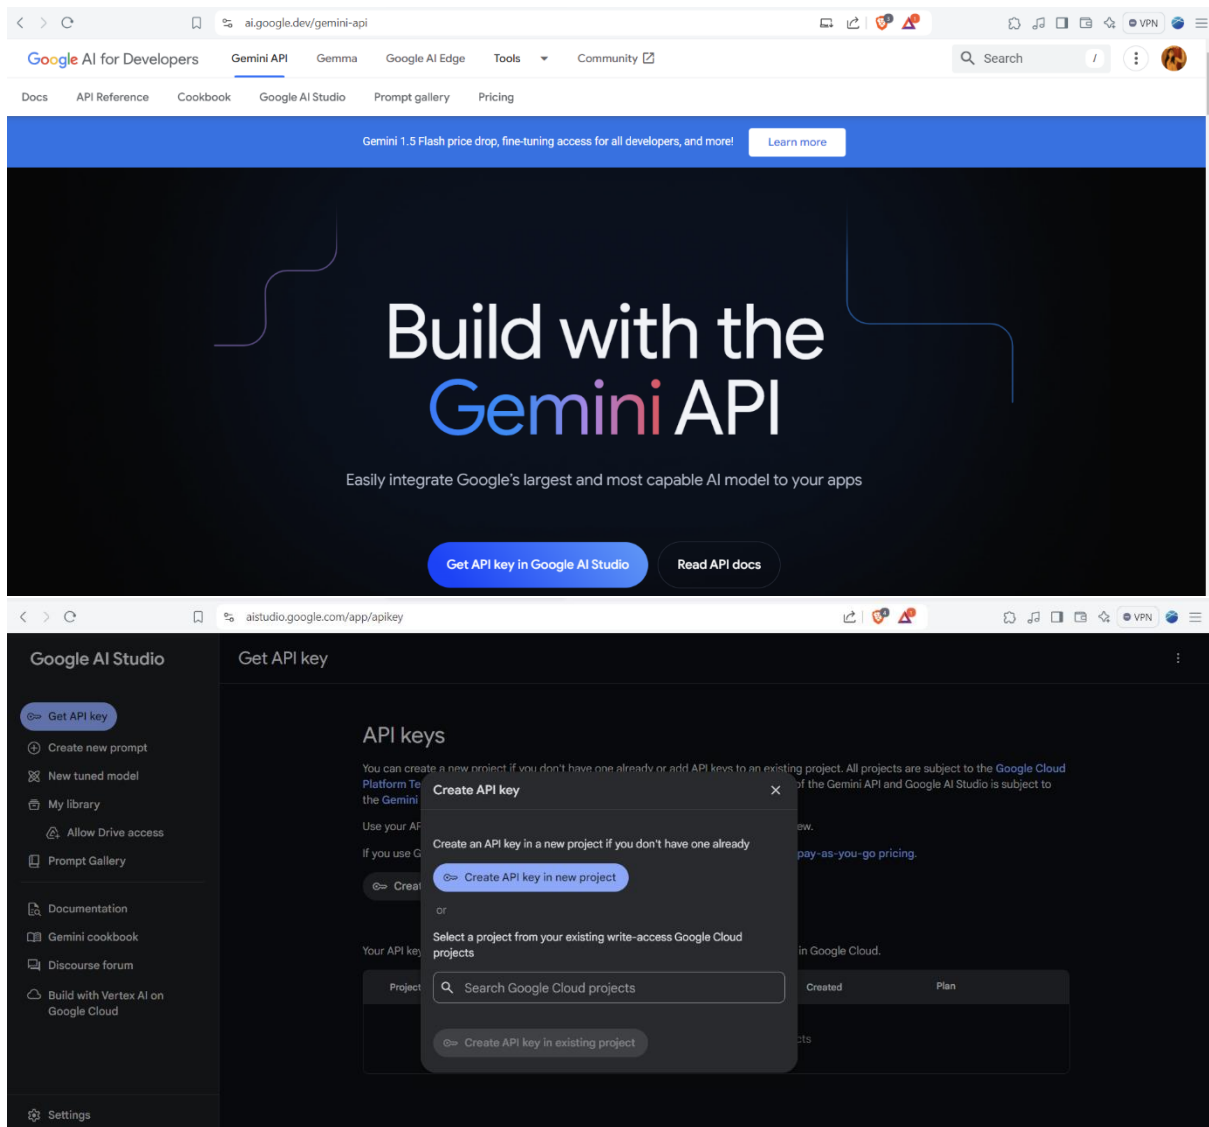 ai.google.dev/gemini-api
VPN
Google AI for Developers
Gemini API
Gemma
Google AI Edge
Tools
Community
Search
/
Docs
API Reference
Cookbook
Google AI Studio
Prompt gallery
Pricing
Gemini 1.5 Flash price drop, fine-tuning access for all developers, and more!
Learn more
Build with the
Gemini API
Easily integrate Google's largest and most capable AI model to your apps
Get API key in Google AI Studio
Read API docs
aistudio.google.com/app/apikey
VPN
Google AI Studio
Get API key
Get API key
Create new prompt
New tuned model
My library
Allow Drive access
Prompt Gallery
Documentation
Gemini cookbook
Discourse forum
Build with Vertex AI on
Google Cloud
Settings
API keys
You can create a new project if you don't have one already or add API keys to an existing project. All projects are subject to the Google Cloud
Platform Te of the Gemini API and Google AI Studio is subject to
the Gemini
Use your AP ew.
If you use G pay-as-you-go pricing.
Creat
Your API key in Google Cloud.
Project Created Plan
cts
Create API key
Create an API key in a new project if you don't have one already
Create API key in new project
or
Select a project from your existing write-access Google Cloud
projects
Search Google Cloud projects
Create API key in existing project